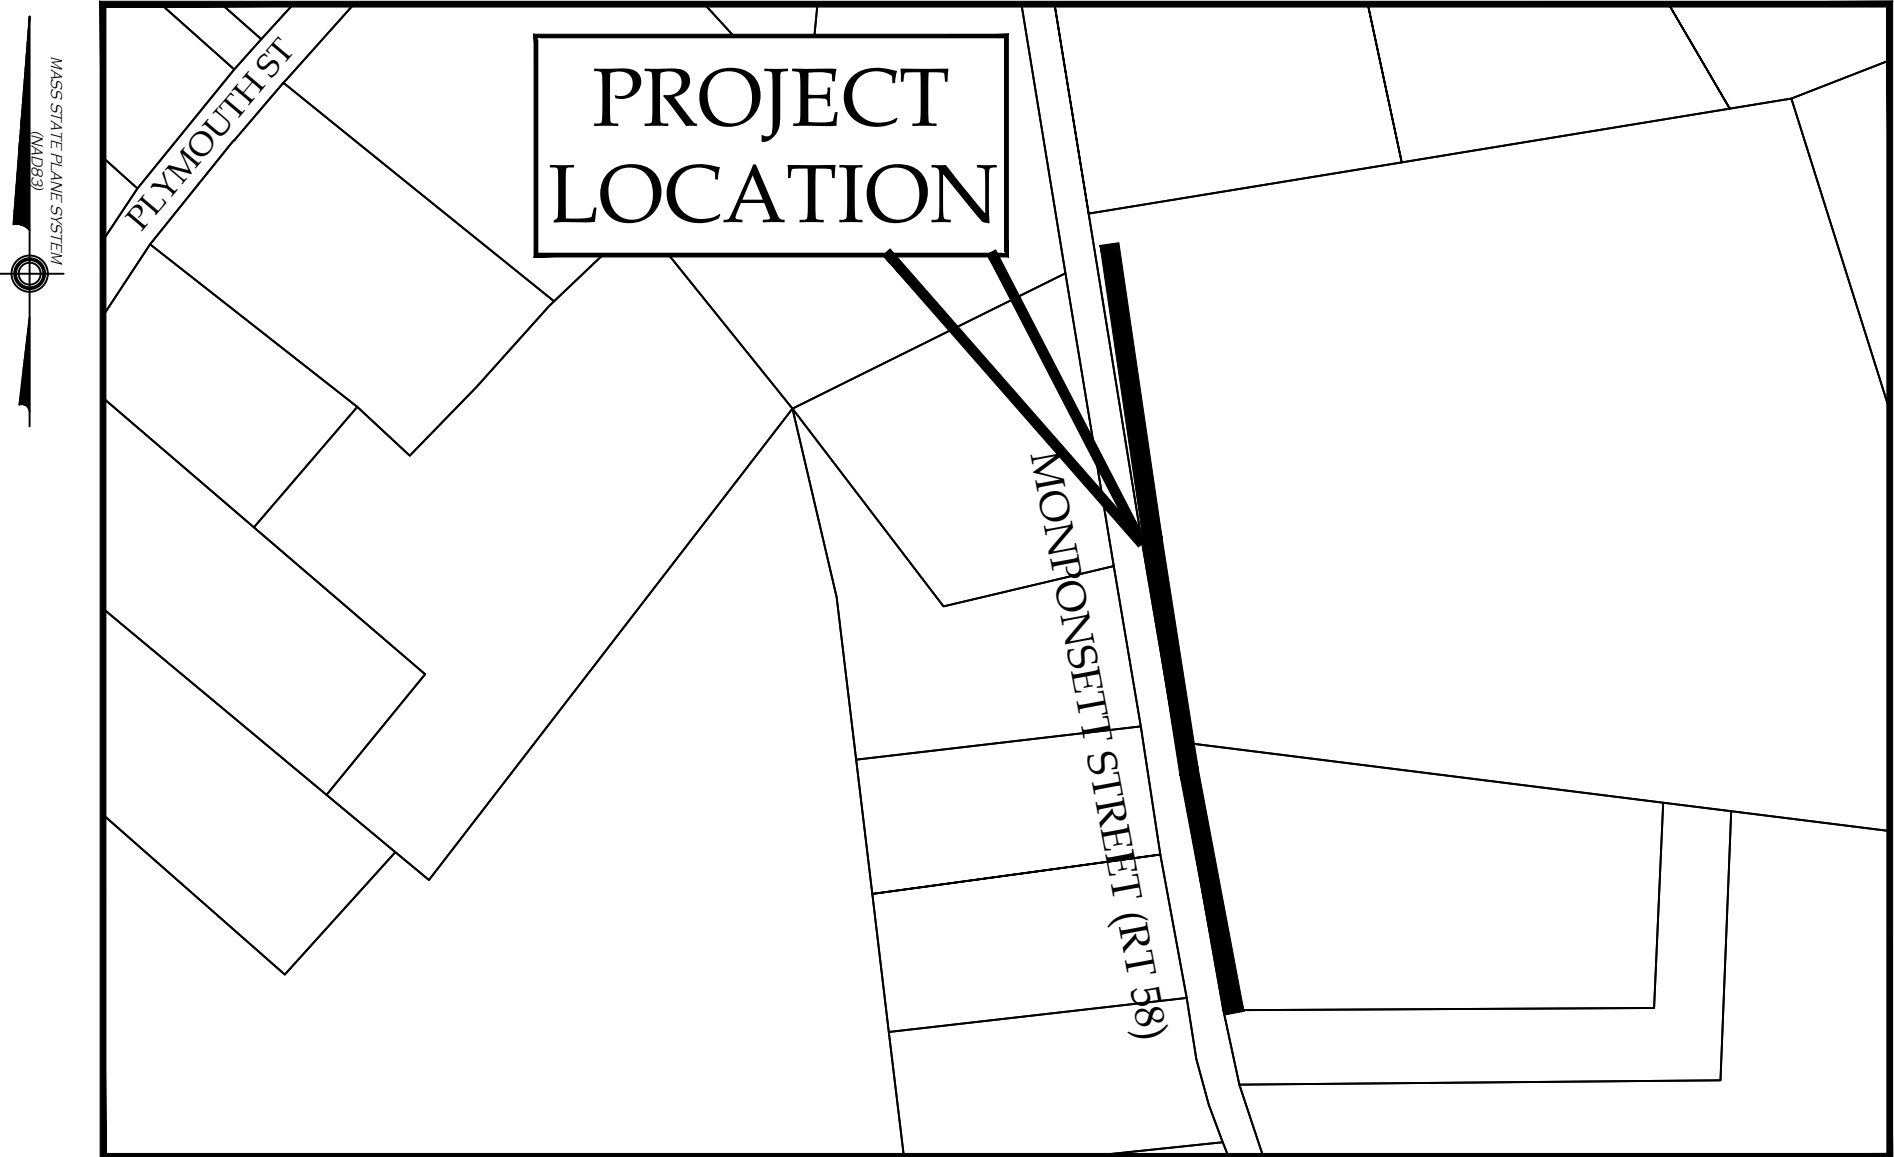 MASS STATE PLANE SYSTEM
(NAD83)
PLYMOUTH ST
PROJECT
LOCATION
MONPONSETT STREET (RT 58)